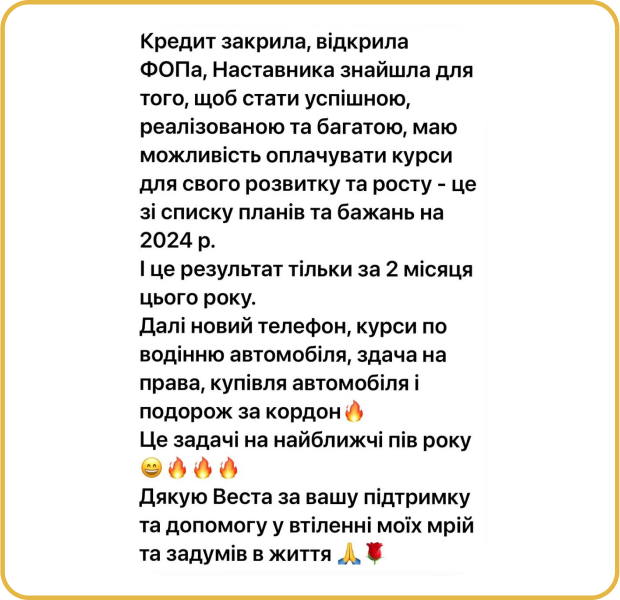 Кредит закрила, відкрила
ФОПа, Наставника знайшла для
того, щоб стати успішною,
реалізованою та багатою, маю
можливість оплачувати курси
для свого розвитку та росту - це
зі списку планів та бажань на
2024 р.
І це результат тільки за 2 місяця
цього року.
Далі новий телефон, курси по
водінню автомобіля, здача на
права, купівля автомобіля і
подорож за кордон🔥
Це задачі на найближчі пів року
😄🔥🔥🔥
Дякую Веста за вашу підтримку
та допомогу у втіленні моїх мрій
та задумів в життя 🙏🌹